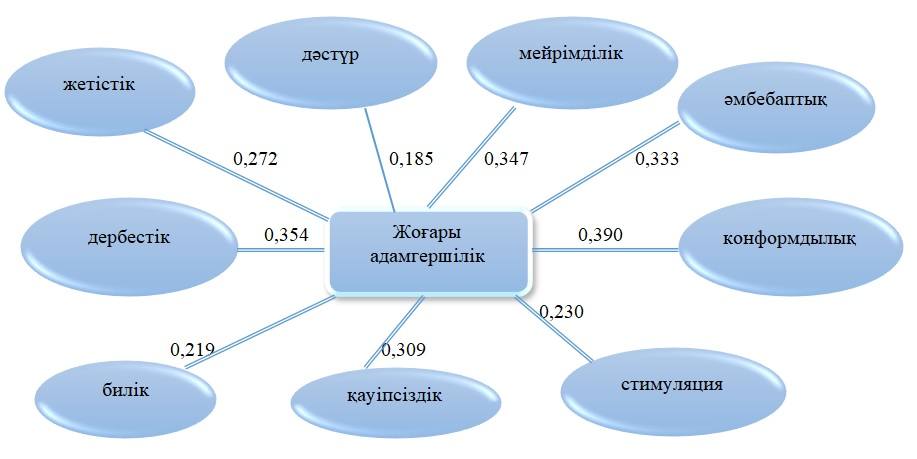 дәстүр
мейрімділік
жетістік
әмбебаптық
0,272
0,185
0,347
0,333
дербестік
0,354
Жоғары
адамгершілік
0,390
конформдылық
0,230
0,219
0,309
билік
қауіпсіздік
стимуляция